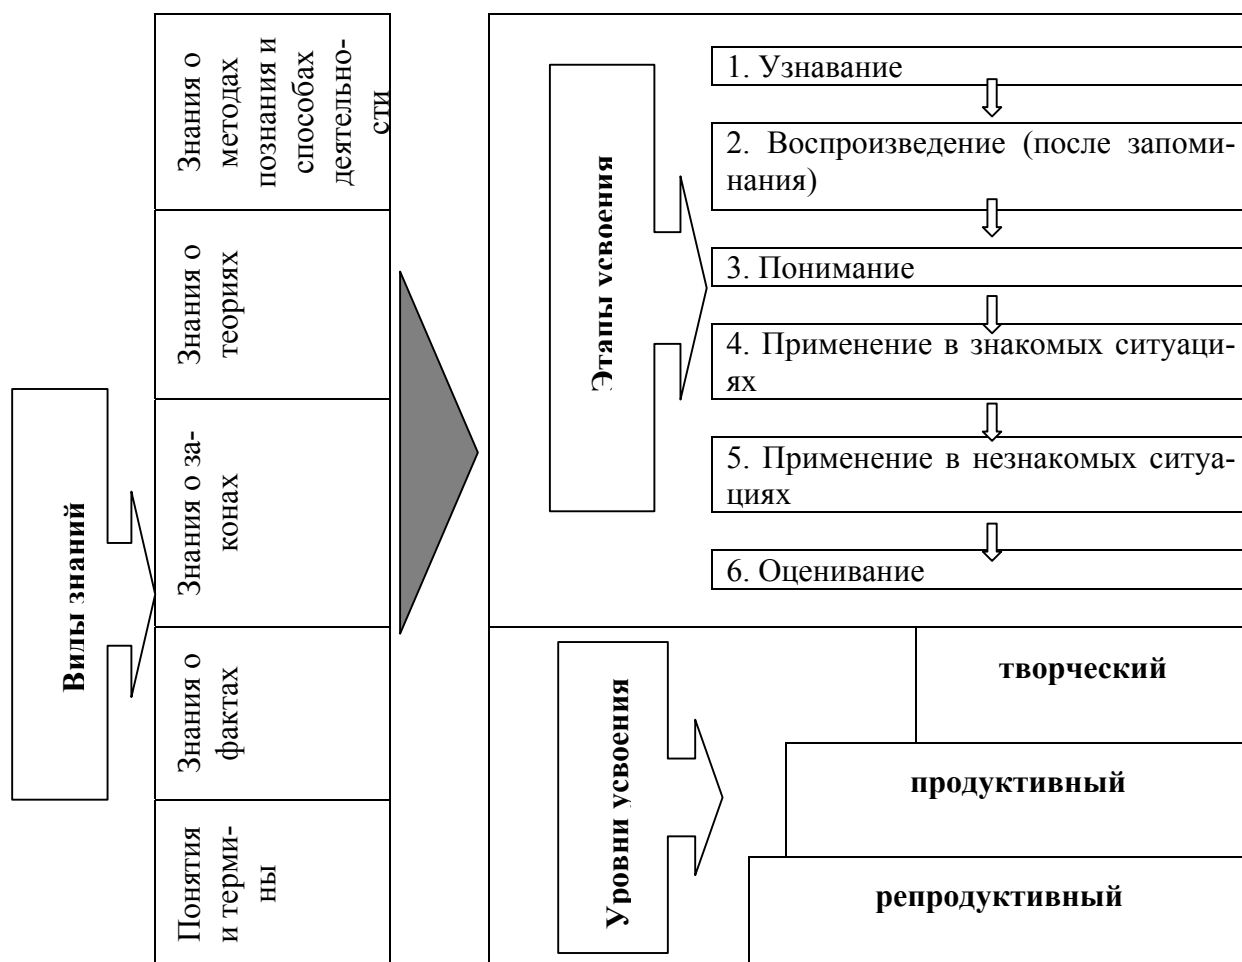 Виды знаний
Знания о
методах
познания и
способах
деятельно-
сти
Знания о
теориях
Знания о за-
конах
Знания о
фактах
Понятия
и терми-
ны
Этапы усвоения
1. Узнавание
2. Воспроизведение (после запоми-
нания)
3. Понимание
4. Применение в знакомых ситуаци-
ях
5. Применение в незнакомых ситуа-
циях
6. Оценивание
Уровни усвоения
творческий
продуктивный
репродуктивный